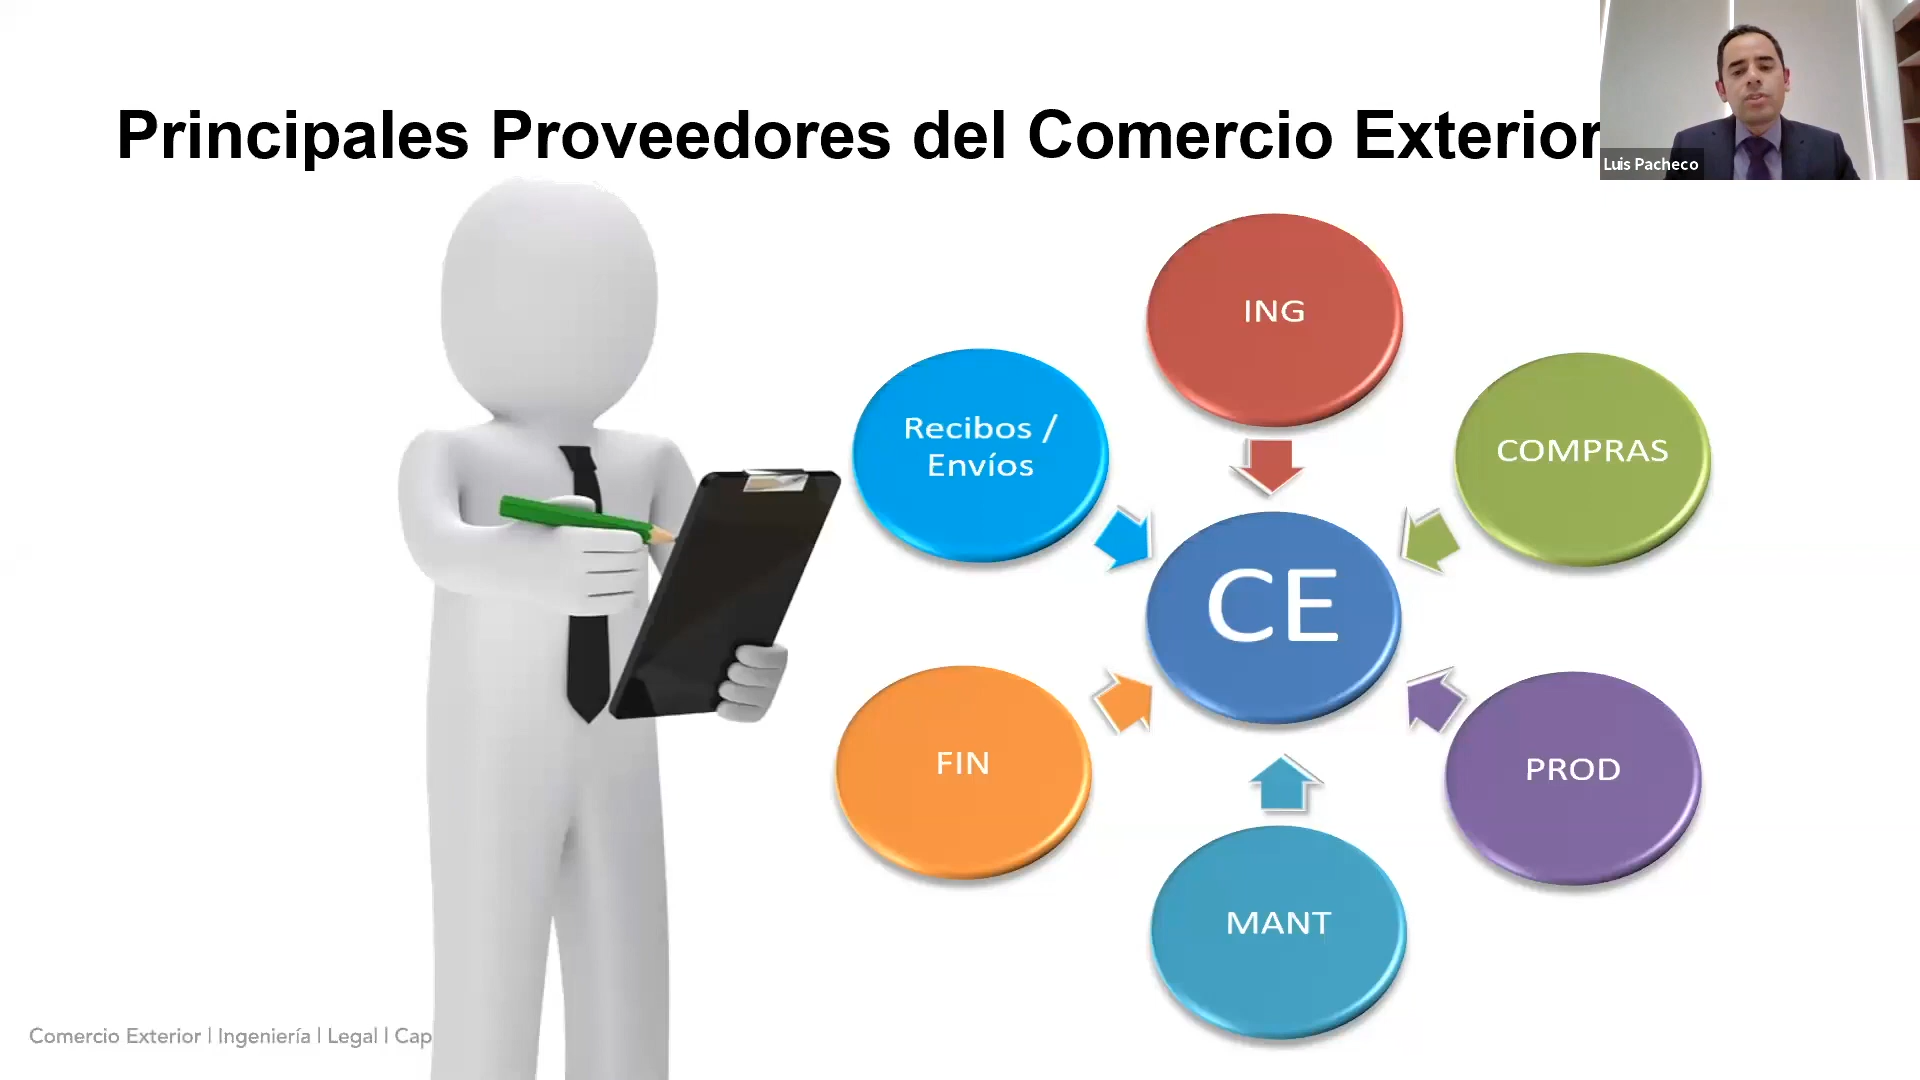 Principales Proveedores del Comercio Exterior
Luis Pacheco
ING
Recibos /
Envíos
COMPRAS
CE
FIN
PROD
MANT
Comercio Exterior | Ingeniería | Legal | Cap